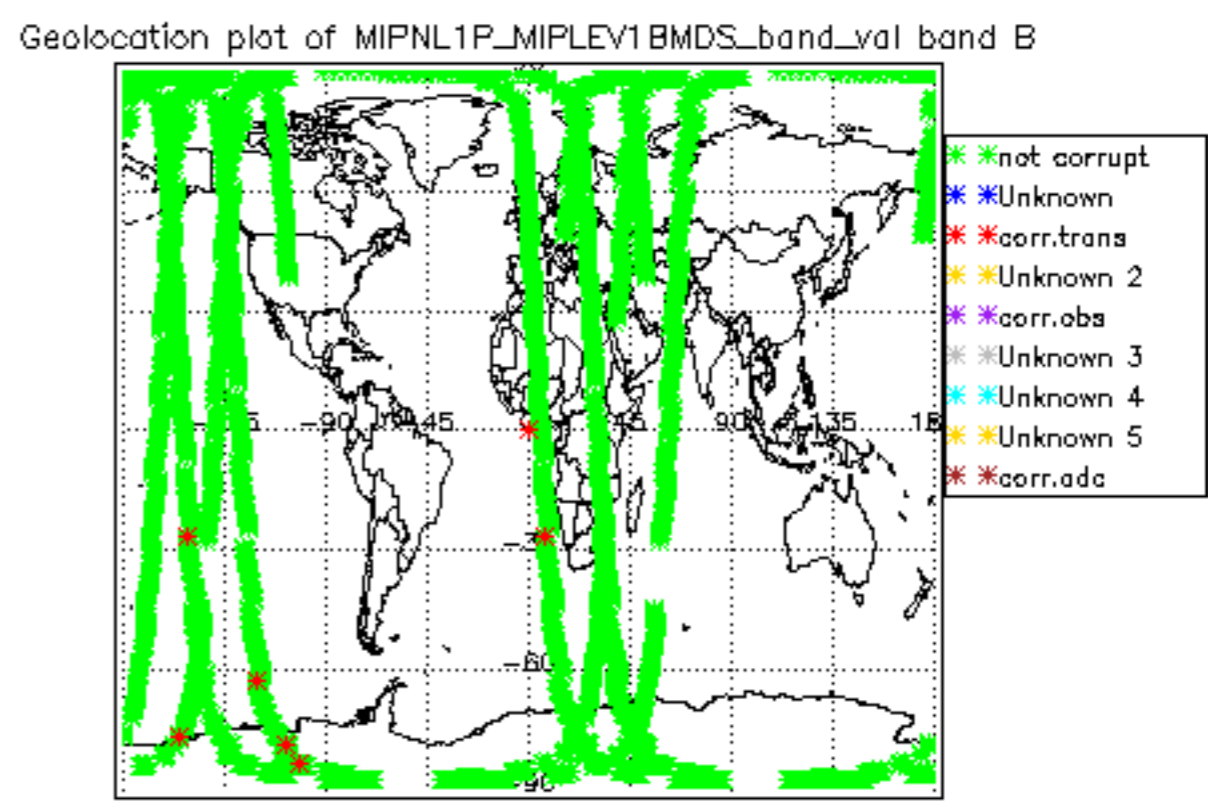 Geolocation plot of MIPNL1P_MIPLEV1BMDS_band_val band B
not corrupt
Unknown
corr.trans
Unknown 2
corr.obs
Unknown 3
Unknown 4
Unknown 5
corr.adc
-90 -45 45 90 135
-60
-90